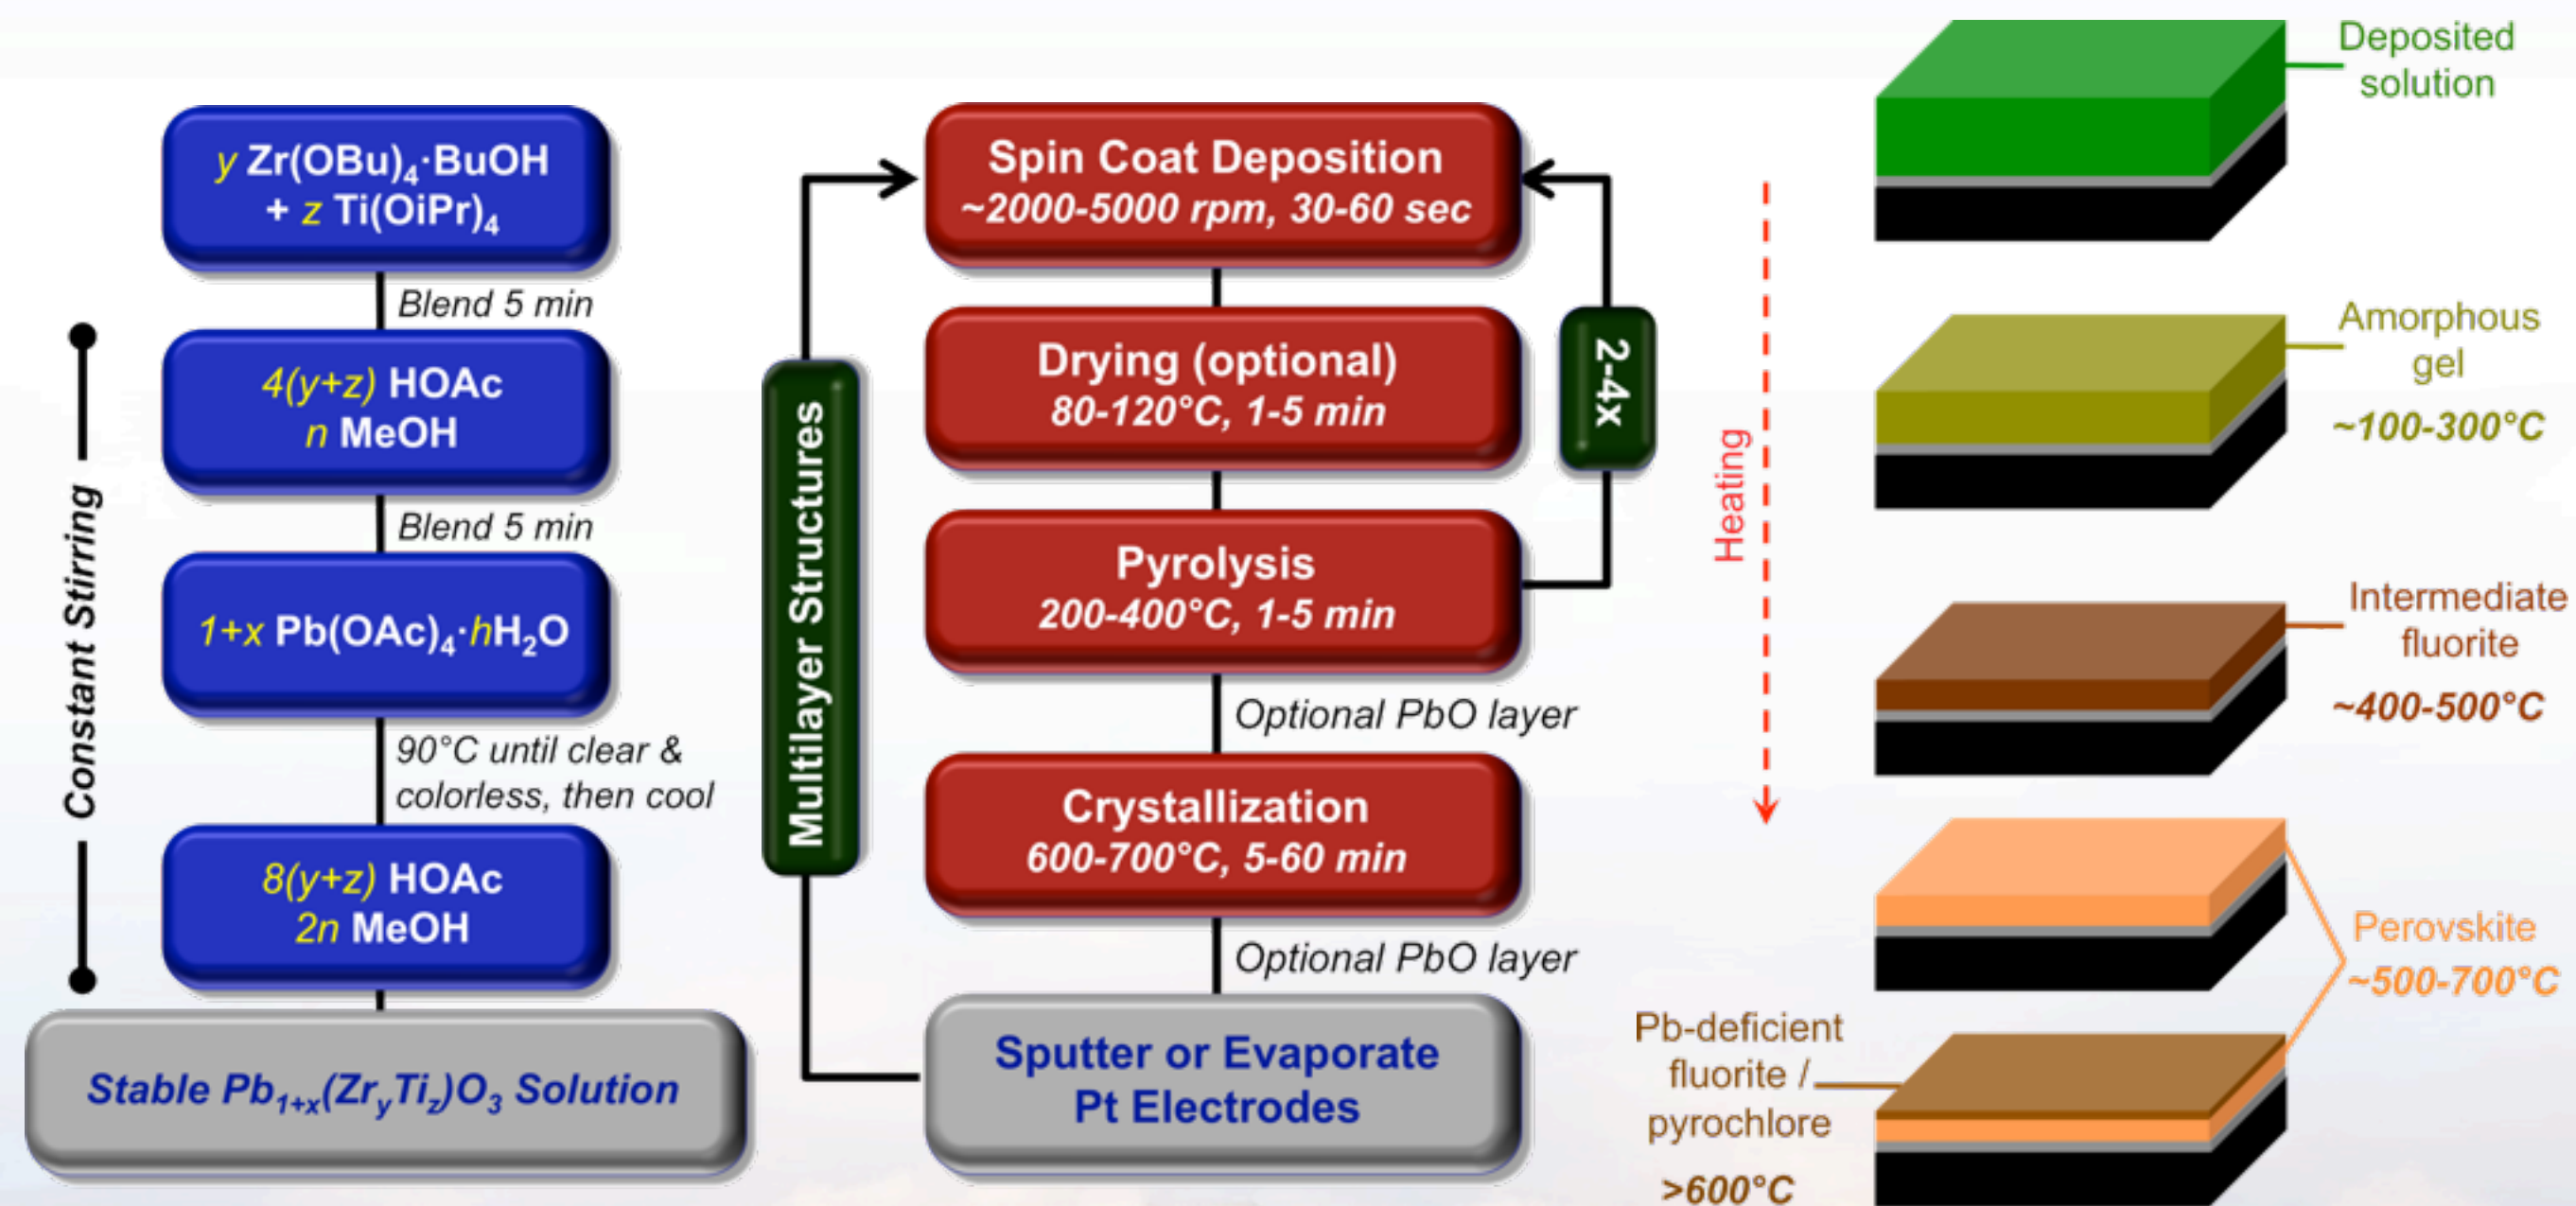 y Zr(OBu)₄·BuOH
+ z Ti(OiPr)₄
Blend 5 min
4(y+z) HOAc
n MeOH
Blend 5 min
1+x Pb(OAc)₄·hH₂O
90°C until clear &
colorless, then cool
8(y+z) HOAc
2n MeOH
Constant Stirring
Stable Pb₁₊ₓ(ZrᵧTi_z)O₃ Solution
Multilayer Structures
Spin Coat Deposition
~2000-5000 rpm, 30-60 sec
Drying (optional)
80-120°C, 1-5 min
2-4x
Pyrolysis
200-400°C, 1-5 min
Optional PbO layer
Crystallization
600-700°C, 5-60 min
Optional PbO layer
Sputter or Evaporate
Pt Electrodes
Heating
Deposited
solution
Amorphous
gel
~100-300°C
Intermediate
fluorite
~400-500°C
Perovskite
~500-700°C
Pb-deficient
fluorite /
pyrochlore
>600°C